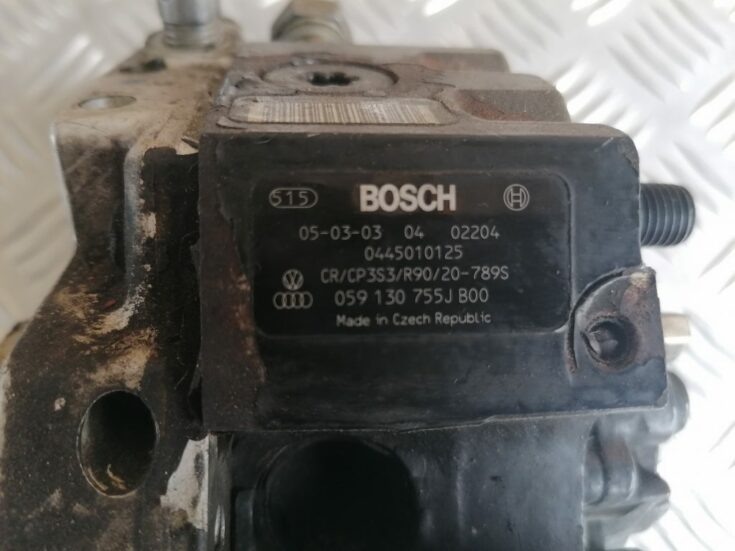 515 BOSCH
05-03-03 04 02204
0445010125
CR/CP3S3/R90/20-789S
059 130 755J B00
Made in Czech Republic